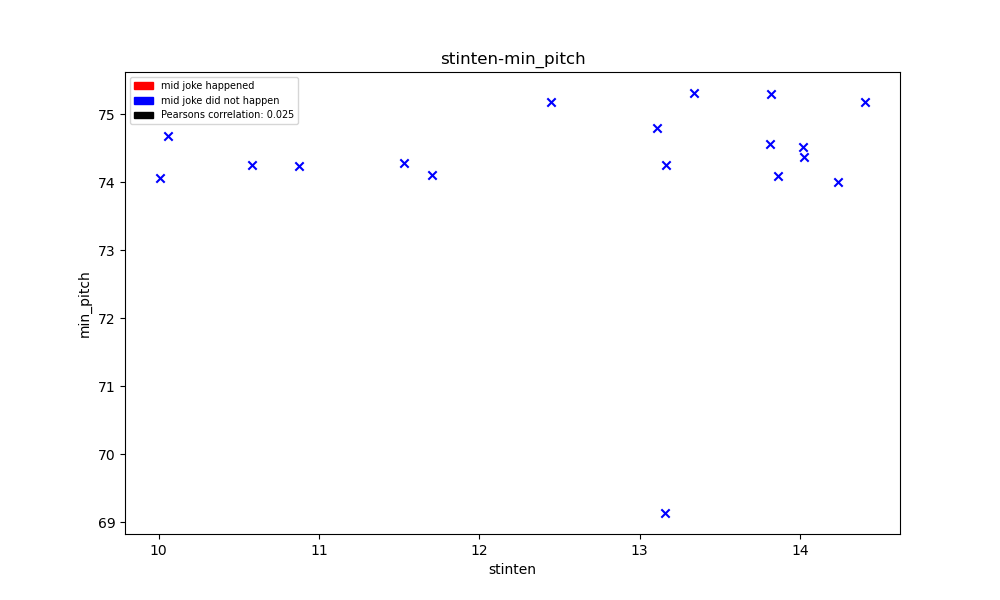 stinten-min_pitch
mid joke happened
mid joke did not happen
Pearsons correlation: 0.025
75
74
73
72
71
70
69
min_pitch
10
11
12
13
14
stinten